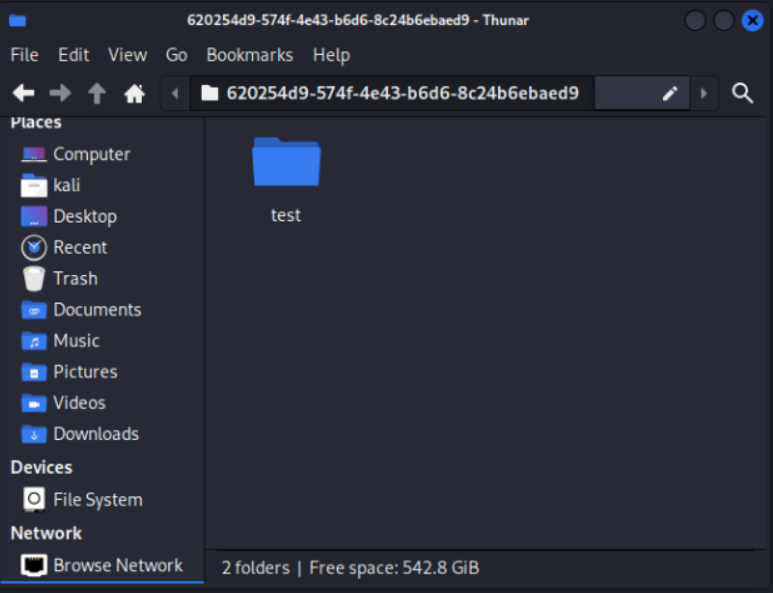 620254d9-574f-4e43-b6d6-8c24b6ebaed9 - Thunar
File Edit View Go Bookmarks Help
620254d9-574f-4e43-b6d6-8c24b6ebaed9
Places
Computer
kali
Desktop
Recent
Trash
Documents
Music
Pictures
Videos
Downloads
Devices
File System
Network
Browse Network
test
2 folders | Free space: 542.8 GiB